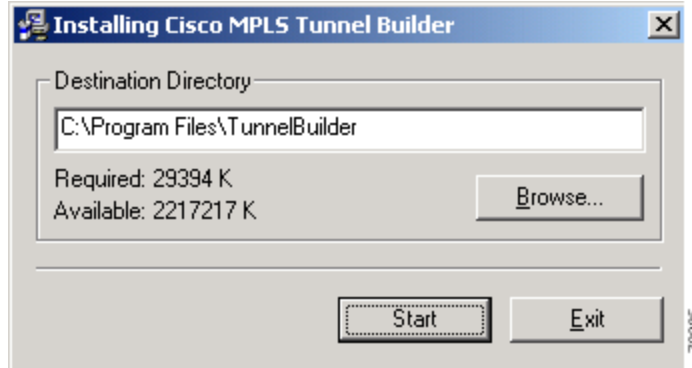 Installing Cisco MPLS Tunnel Builder
Destination Directory
C:\Program Files\TunnelBuilder
Required: 29394 K
Available: 2217217 K
Browse...
Start
Exit